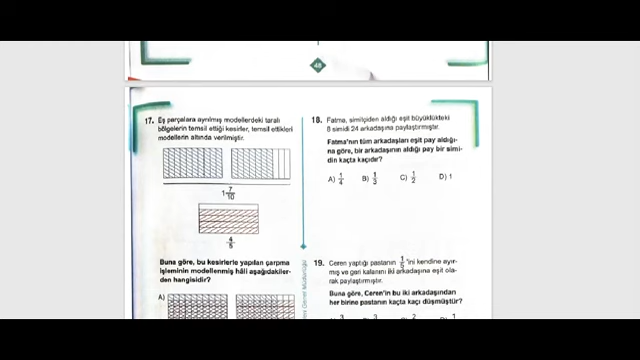 48
17. Eş parçalara ayrılmış modellerdeki taralı
bölgelerin temsil ettiği kesirler, temsil ettikleri
modellerin altında verilmiştir.
1 7/10
4/5
Buna göre, bu kesirlerle yapılan çarpma
işleminin modellenmiş hâli aşağıdakiler-
den hangisidir?
A)
18. Fatma, simitçiden aldığı eşit büyüklükteki
8 simidi 24 arkadaşına paylaştırmıştır.
Fatma'nın tüm arkadaşları eşit pay aldığı-
na göre, bir arkadaşının aldığı pay bir simi-
din kaçta kaçıdır?
A) 1/4 B) 1/3 C) 1/2 D) 1
19. Ceren yaptığı pastanın 1/5 'ini kendine ayır-
mış ve geri kalanını iki arkadaşına eşit ola-
rak paylaştırmıştır.
Buna göre, Ceren'in bu iki arkadaşından
her birine pastanın kaçta kaçı düşmüştür?